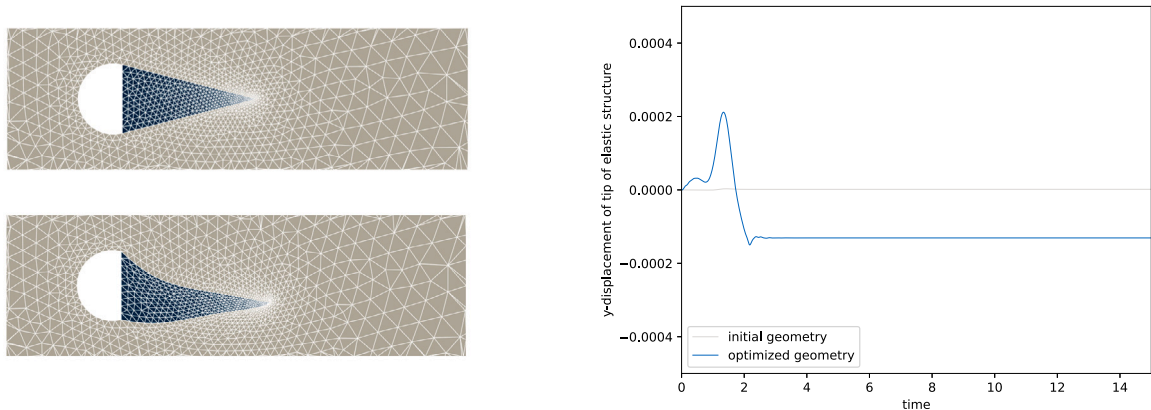 y-displacement of tip of elastic structure
0.0004
0.0002
0.0000
−0.0002
−0.0004
initial geometry
optimized geometry
0 2 4 6 8 10 12 14
time